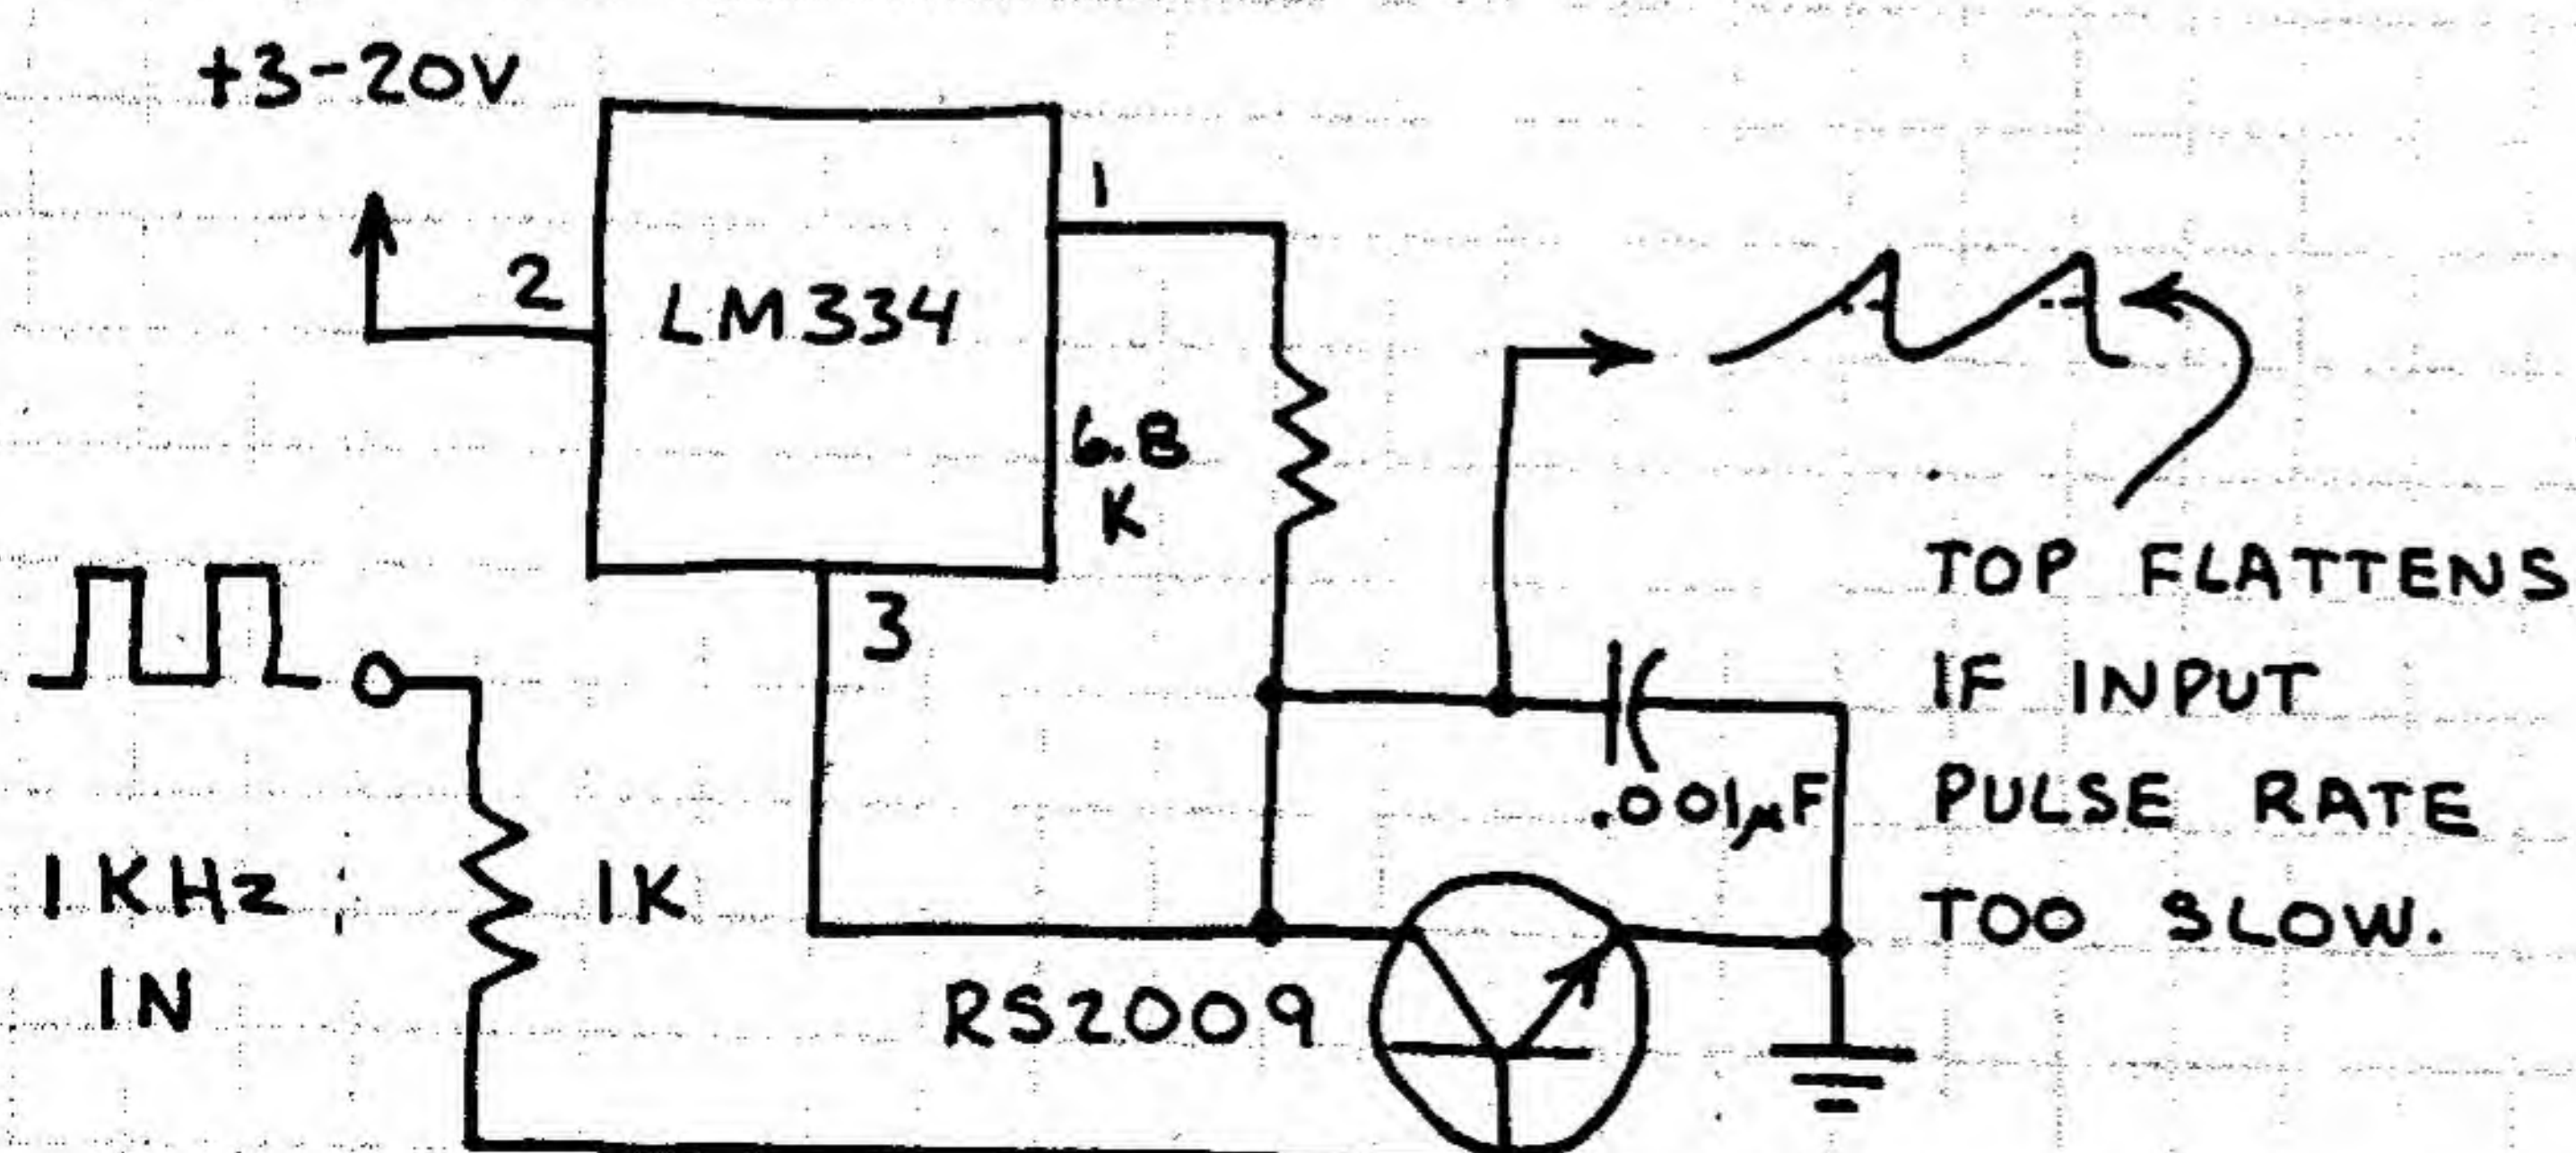 +3-20V
1
2
LM334
6.8
K
3
1KHz
IN
1K
.001µF
RS2009
TOP FLATTENS
IF INPUT
PULSE RATE
TOO SLOW.